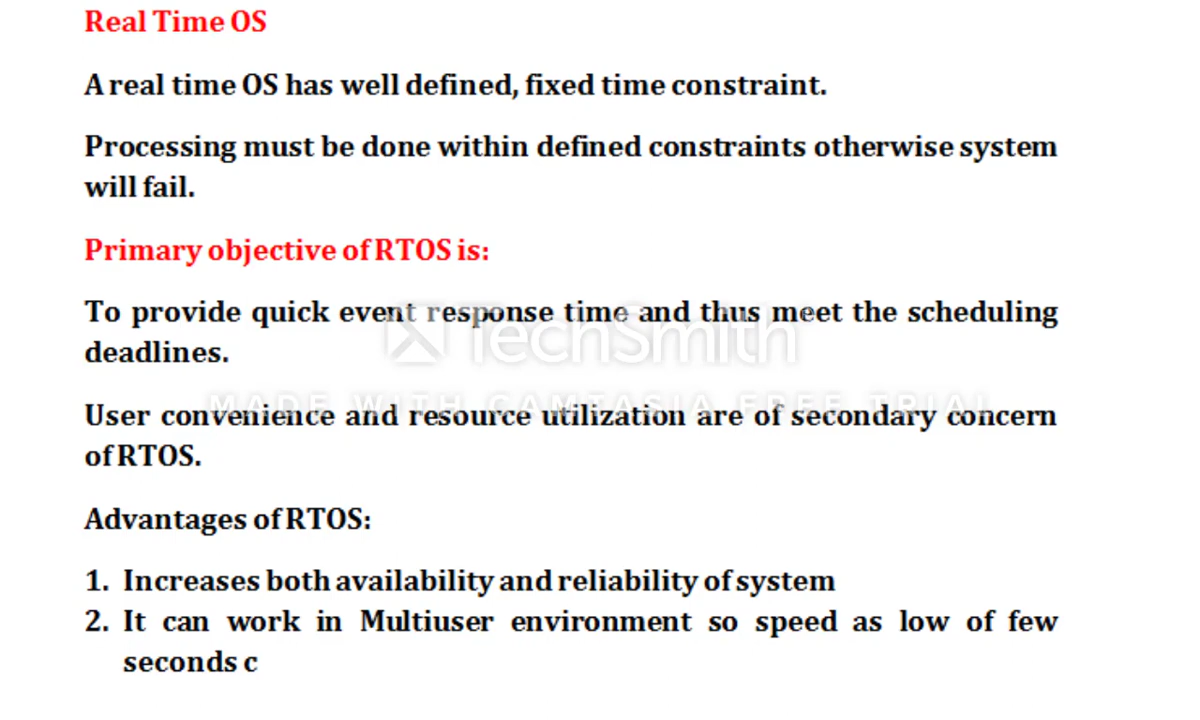 Real Time OS
A real time OS has well defined, fixed time constraint.
Processing must be done within defined constraints otherwise system
will fail.
Primary objective of RTOS is:
To provide quick event response time and thus meet the scheduling
deadlines.
TechSmith
MADE WITH CAMTASIA FREE TRIAL
User convenience and resource utilization are of secondary concern
of RTOS.
Advantages of RTOS:
1. Increases both availability and reliability of system
2. It can work in Multiuser environment so speed as low of few
seconds c